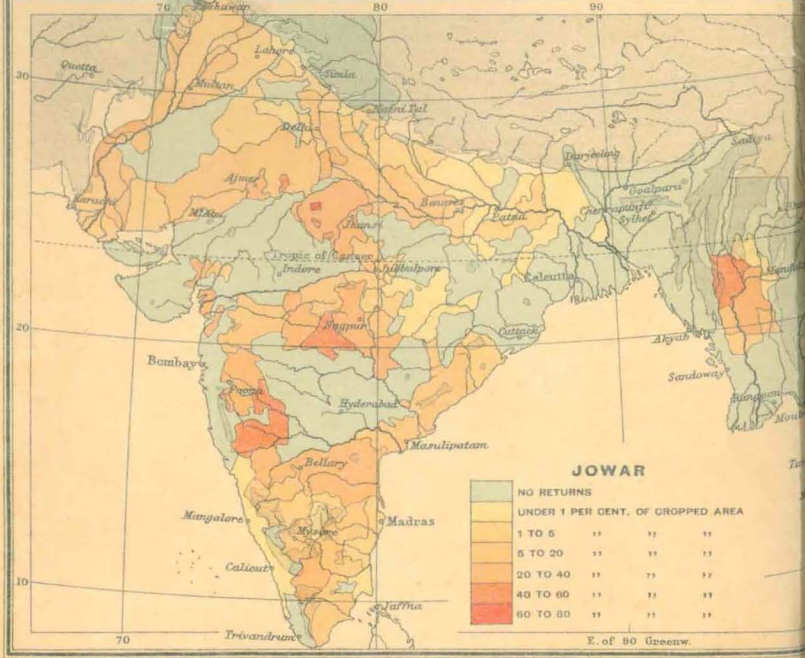 70
80
90
Peshawar
Lahore
Quetta
Simla
30
Multan
Naini Tal
Delhi
Sadiya
Darjeeling
Ajmer
Goalpara
Karachi
Benares
Cherrapunji
Mt Abu
Jhansi
Patna
Sylhet
Tropic of Cancer
Indore
Jubbulpore
Calcutta
Nagpur
20
Cuttack
Akyab
Bombay
Sandoway
Poona
Hyderabad
Rangoon
Masulipatam
Bellary
JOWAR
NO RETURNS
UNDER 1 PER CENT. OF CROPPED AREA
Mangalore
Mysore
Madras
1 TO 5 " " "
5 TO 20 " " "
Calicut
20 TO 40 " " "
10
40 TO 60 " " "
Jaffna
60 TO 80 " " "
70
Trivandrum
E. of 90 Greenw.